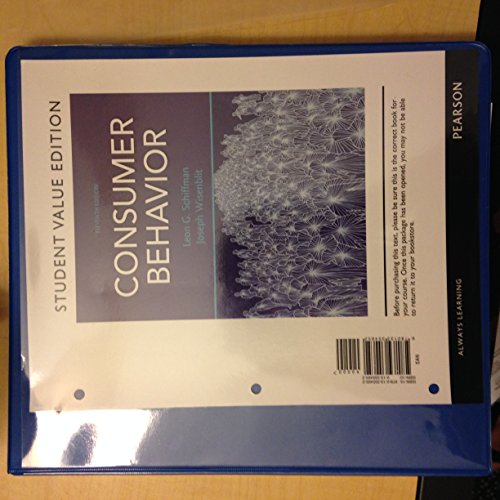 STUDENT VALUE EDITION
ELEVENTH EDITION
CONSUMER
BEHAVIOR
Leon G. Schiffman
Joseph Wisenblit
Before purchasing this text, please be sure this is the correct book for
your course. Once this package has been opened, you may not be able
to return it to your bookstore.
ALWAYS LEARNING
PEARSON